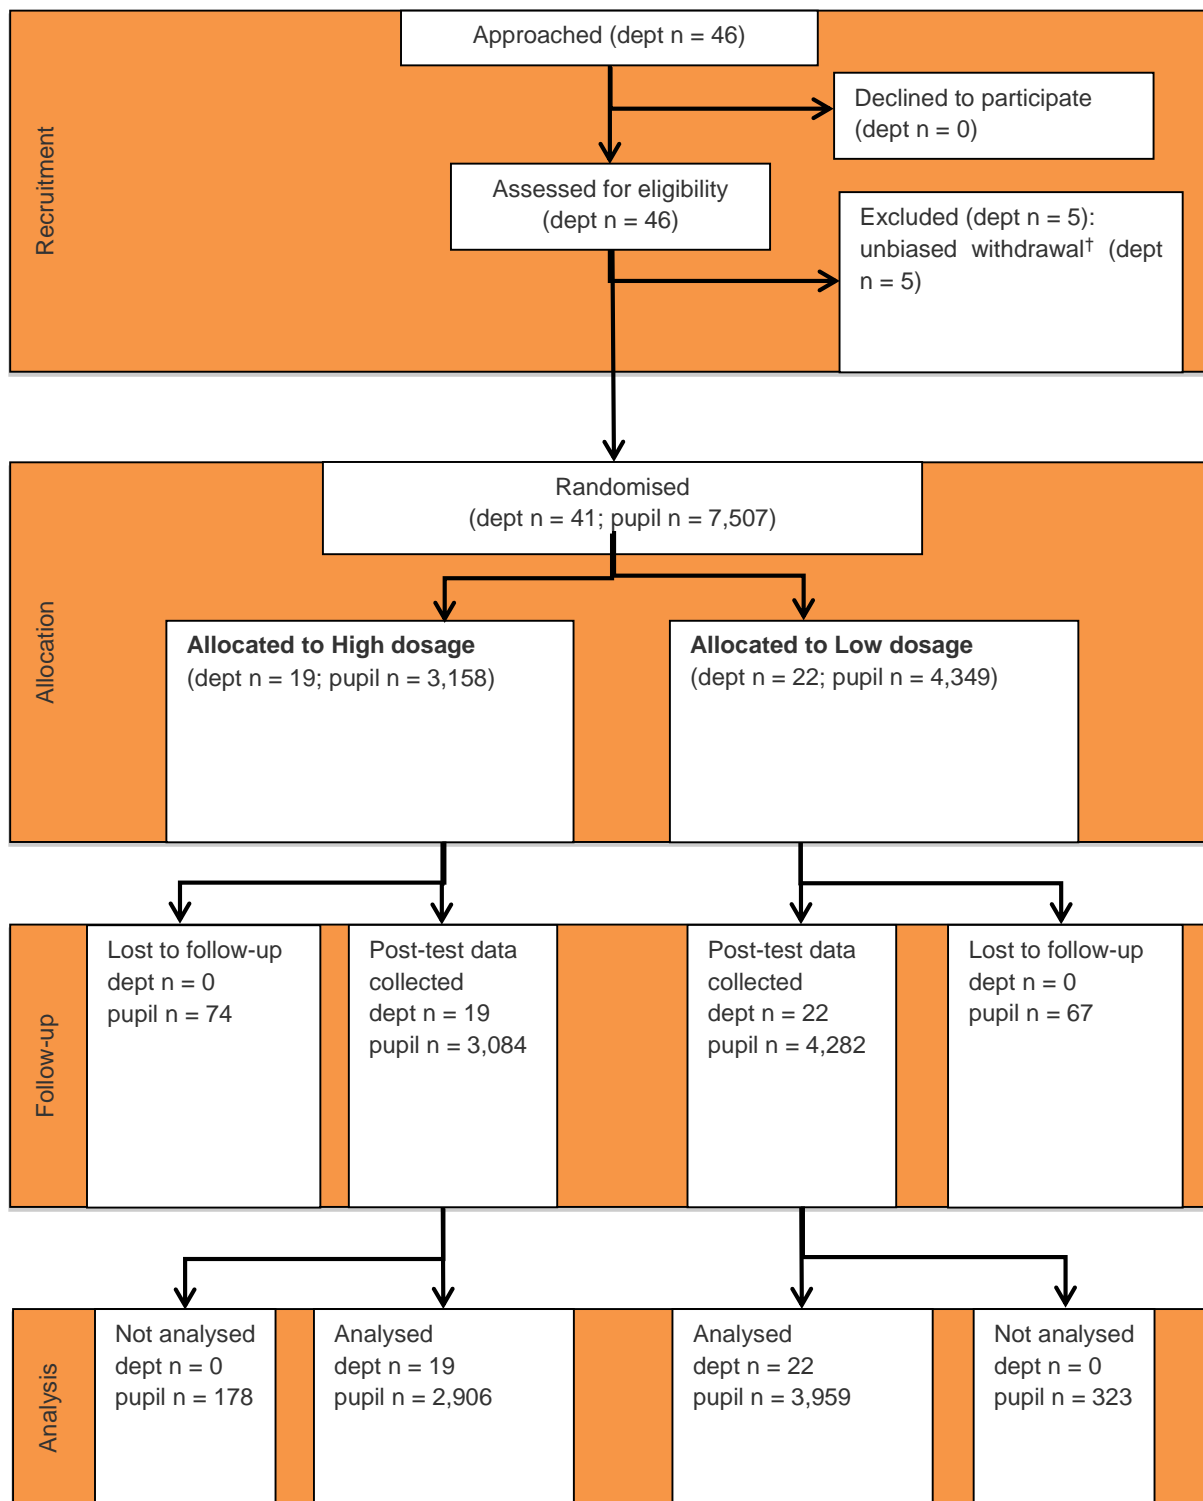 Approached (dept n = 46)
Declined to participate
(dept n = 0)
Recruitment
Assessed for eligibility
(dept n = 46)
Excluded (dept n = 5):
unbiased withdrawal† (dept
n = 5)
Randomised
(dept n = 41; pupil n = 7,507)
Allocation
Allocated to High dosage
(dept n = 19; pupil n = 3,158)
Allocated to Low dosage
(dept n = 22; pupil n = 4,349)
Follow-up
Lost to follow-up
dept n = 0
pupil n = 74
Post-test data
collected
dept n = 19
pupil n = 3,084
Post-test data
collected
dept n = 22
pupil n = 4,282
Lost to follow-up
dept n = 0
pupil n = 67
Analysis
Not analysed
dept n = 0
pupil n = 178
Analysed
dept n = 19
pupil n = 2,906
Analysed
dept n = 22
pupil n = 3,959
Not analysed
dept n = 0
pupil n = 323